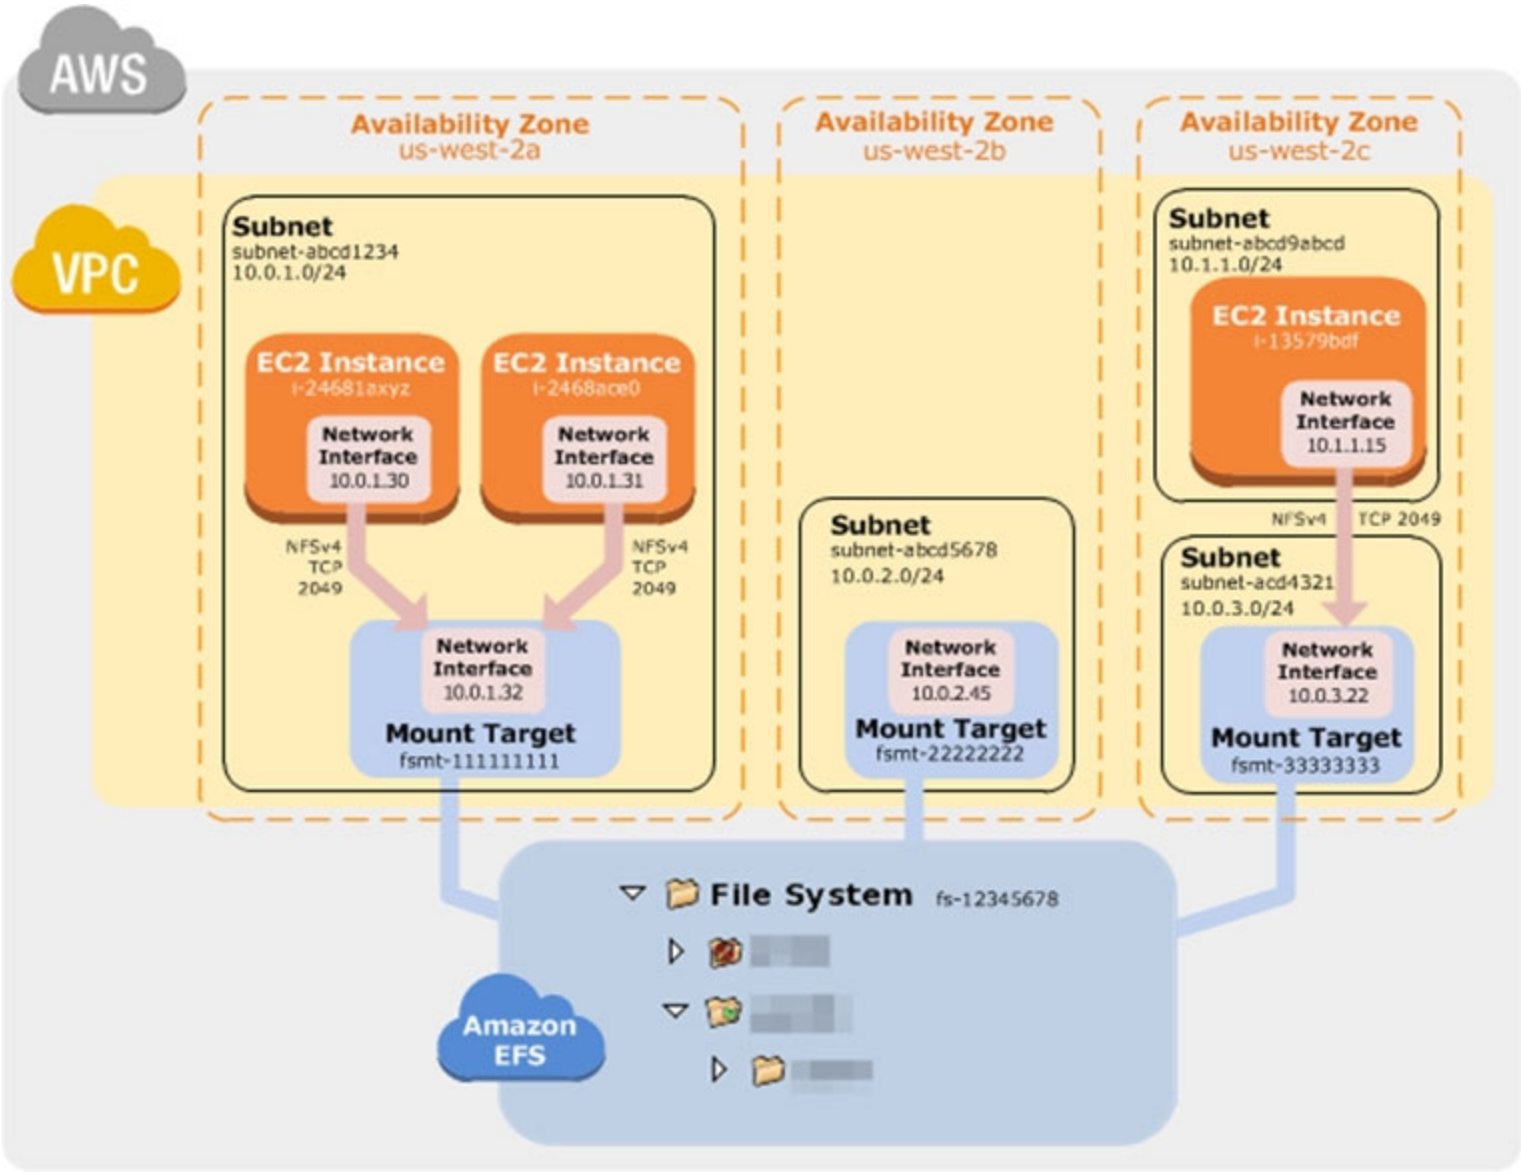 AWS
Availability Zone
us-west-2a
Availability Zone
us-west-2b
Availability Zone
us-west-2c
VPC
Subnet
subnet-abcd1234
10.0.1.0/24
EC2 Instance
i-24681axyz
Network
Interface
10.0.1.30
EC2 Instance
i-2468ace0
Network
Interface
10.0.1.31
NFSv4
TCP
2049
NFSv4
TCP
2049
Network
Interface
10.0.1.32
Mount Target
fsmt-111111111
Subnet
subnet-abcd5678
10.0.2.0/24
Network
Interface
10.0.2.45
Mount Target
fsmt-22222222
Subnet
subnet-abcd9abcd
10.1.1.0/24
EC2 Instance
i-13579bdf
Network
Interface
10.1.1.15
NFSv4 TCP 2049
Subnet
subnet-acd4321
10.0.3.0/24
Network
Interface
10.0.3.22
Mount Target
fsmt-33333333
File System fs-12345678
Amazon
EFS